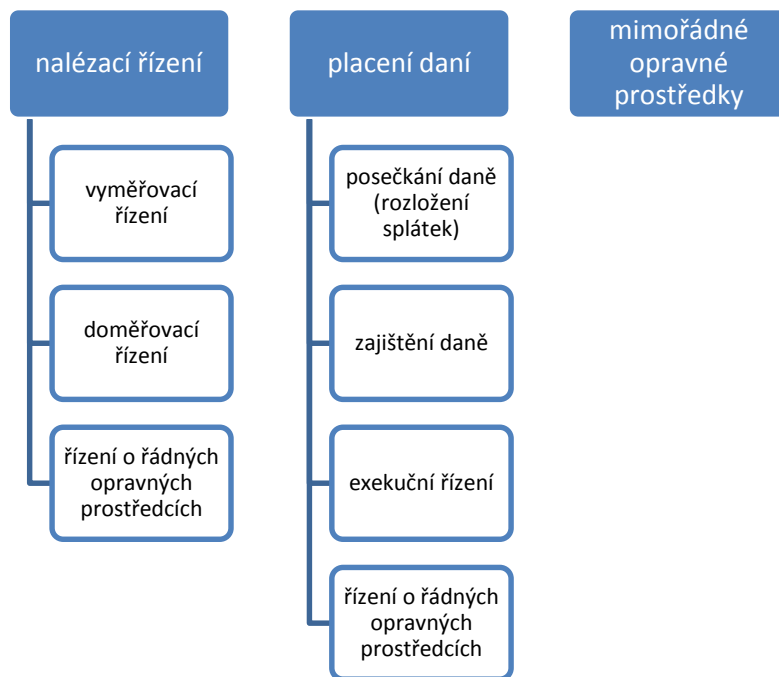 nalézací řízení
vyměřovací
řízení
doměřovací
řízení
řízení o řádných
opravných
prostředcích
placení daní
posečkání daně
(rozložení
splátek)
zajištění daně
exekuční řízení
řízení o řádných
opravných
prostředcích
mimořádné
opravné
prostředky